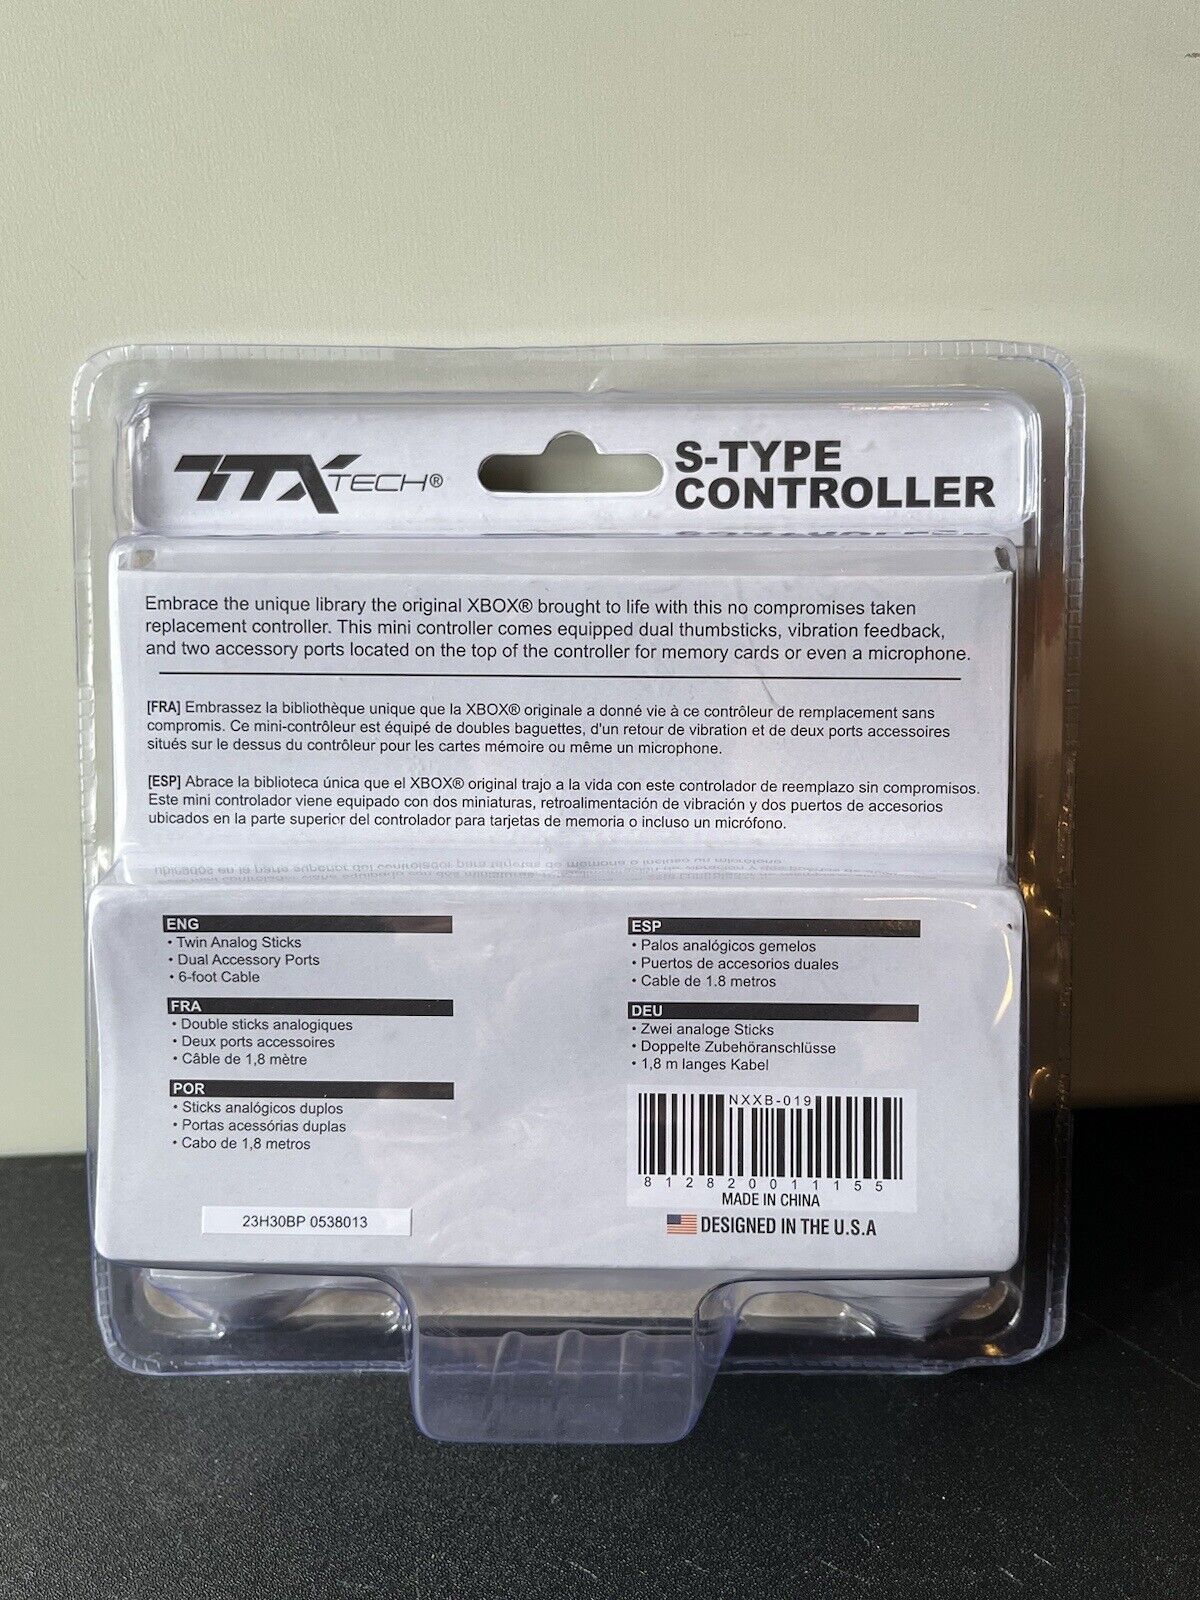 TTX TECH®
S-TYPE
CONTROLLER
Embrace the unique library the original XBOX® brought to life with this no compromises taken
replacement controller. This mini controller comes equipped dual thumbsticks, vibration feedback,
and two accessory ports located on the top of the controller for memory cards or even a microphone.
[FRA] Embrassez la bibliothèque unique que la XBOX® originale a donné vie à ce contrôleur de remplacement sans
compromis. Ce mini-contrôleur est équipé de doubles baguettes, d'un retour de vibration et de deux ports accessoires
situés sur le dessus du contrôleur pour les cartes mémoire ou même un microphone.
[ESP] Abrace la biblioteca única que el XBOX® original trajo a la vida con este controlador de reemplazo sin compromisos.
Este mini controlador viene equipado con dos miniaturas, retroalimentación de vibración y dos puertos de accesorios
ubicados en la parte superior del controlador para tarjetas de memoria o incluso un micrófono.
ENG
• Twin Analog Sticks
• Dual Accessory Ports
• 6-foot Cable
FRA
• Double sticks analogiques
• Deux ports accessoires
• Câble de 1,8 mètre
POR
• Sticks analógicos duplos
• Portas acessórias duplas
• Cabo de 1,8 metros
23H30BP 0538013
ESP
• Palos analógicos gemelos
• Puertos de accesorios duales
• Cable de 1.8 metros
DEU
• Zwei analoge Sticks
• Doppelte Zubehöranschlüsse
• 1,8 m langes Kabel
NXXB-019
812820011155
MADE IN CHINA
DESIGNED IN THE U.S.A